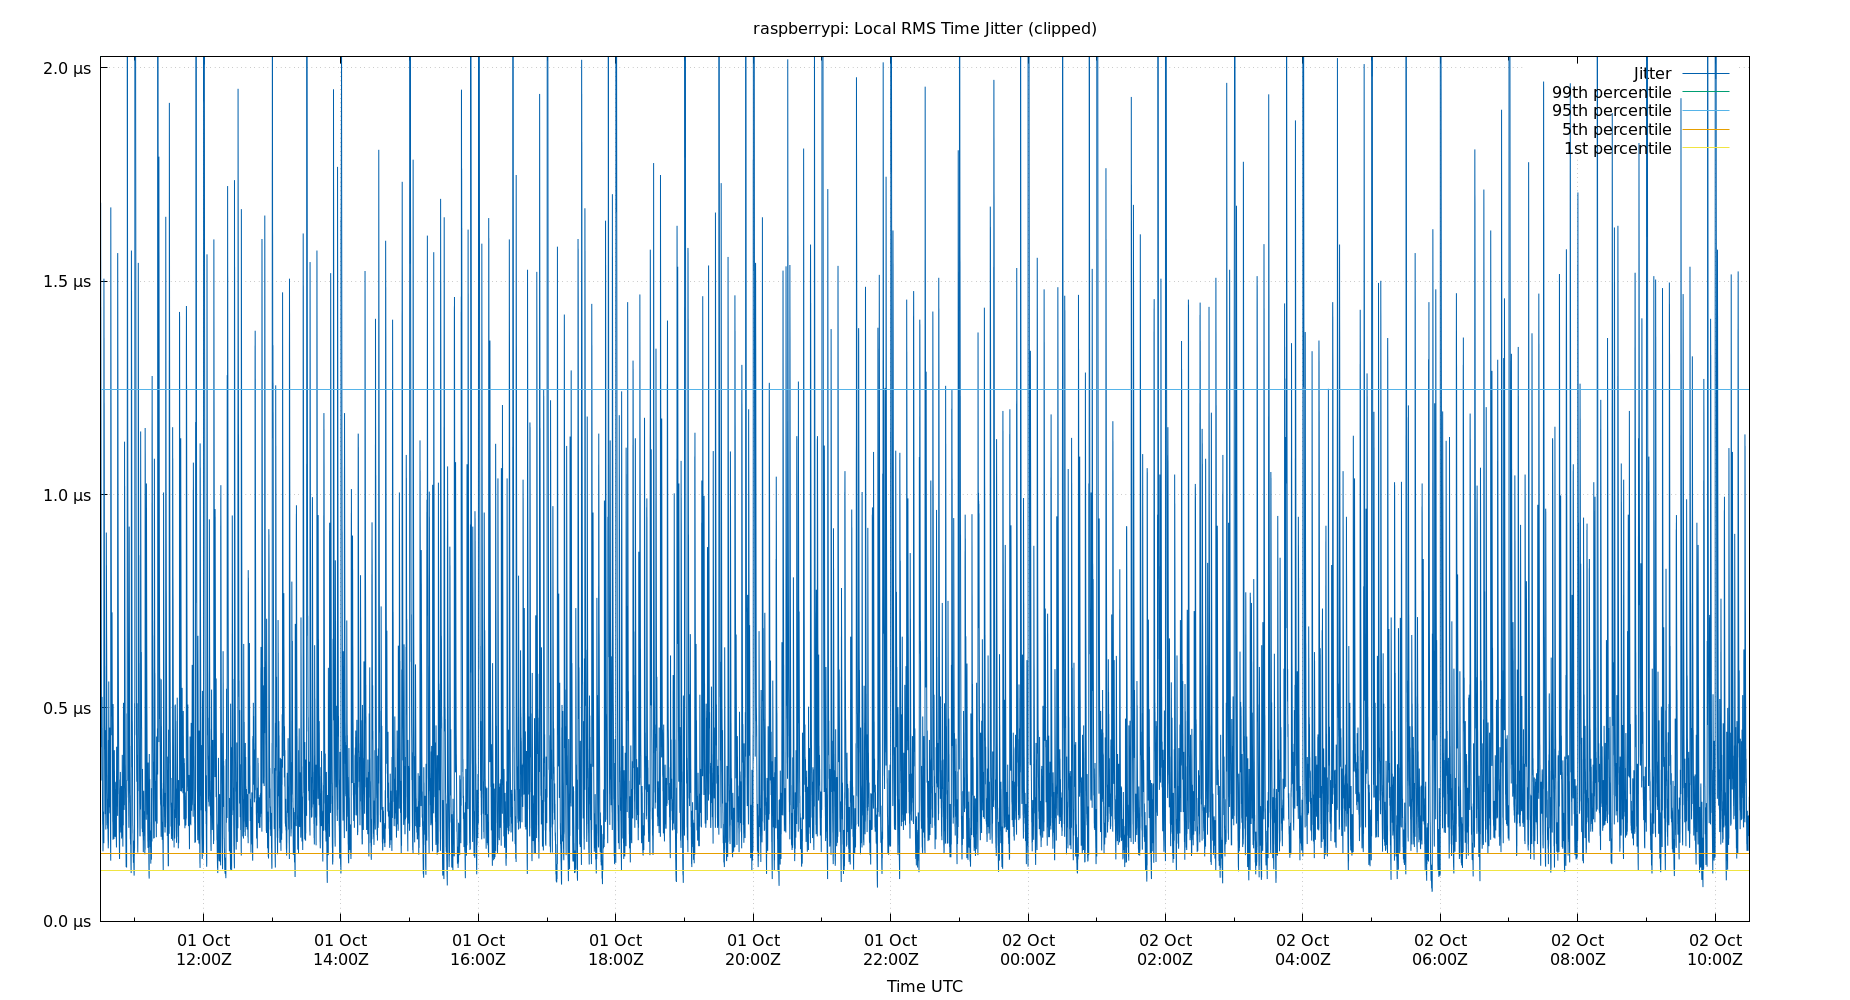 raspberrypi: Local RMS Time Jitter (clipped)
2.0 µs
1.5 µs
1.0 µs
0.5 µs
0.0 µs
Jitter
99th percentile
95th percentile
5th percentile
1st percentile
01 Oct 01 Oct 01 Oct 01 Oct 01 Oct 01 Oct 02 Oct 02 Oct 02 Oct 02 Oct 02 Oct 02 Oct
12:00Z 14:00Z 16:00Z 18:00Z 20:00Z 22:00Z 00:00Z 02:00Z 04:00Z 06:00Z 08:00Z 10:00Z
Time UTC